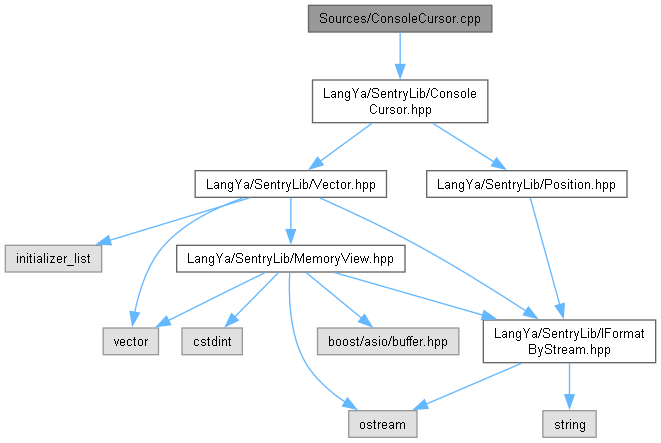 Sources/ConsoleCursor.cpp
LangYa/SentryLib/Console
Cursor.hpp
LangYa/SentryLib/Vector.hpp
LangYa/SentryLib/Position.hpp
initializer_list
LangYa/SentryLib/MemoryView.hpp
vector
cstdint
boost/asio/buffer.hpp
LangYa/SentryLib/IFormat
ByStream.hpp
ostream
string